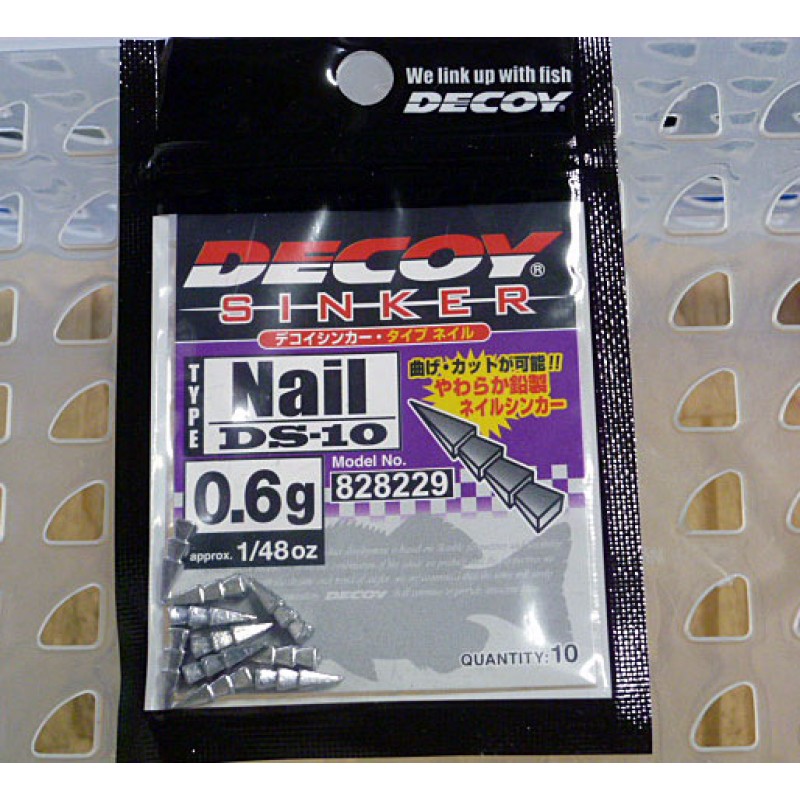 We link up with fish
DECOY
DECOY®
SINKER
デコイシンカー・タイプ ネイル
TYPE
Nail
DS-10
曲げ・カットが可能!!
やわらか鉛製
ネイルシンカー
0.6g
approx. 1/48oz
Model No.
828229
DECOY
QUANTITY: 10